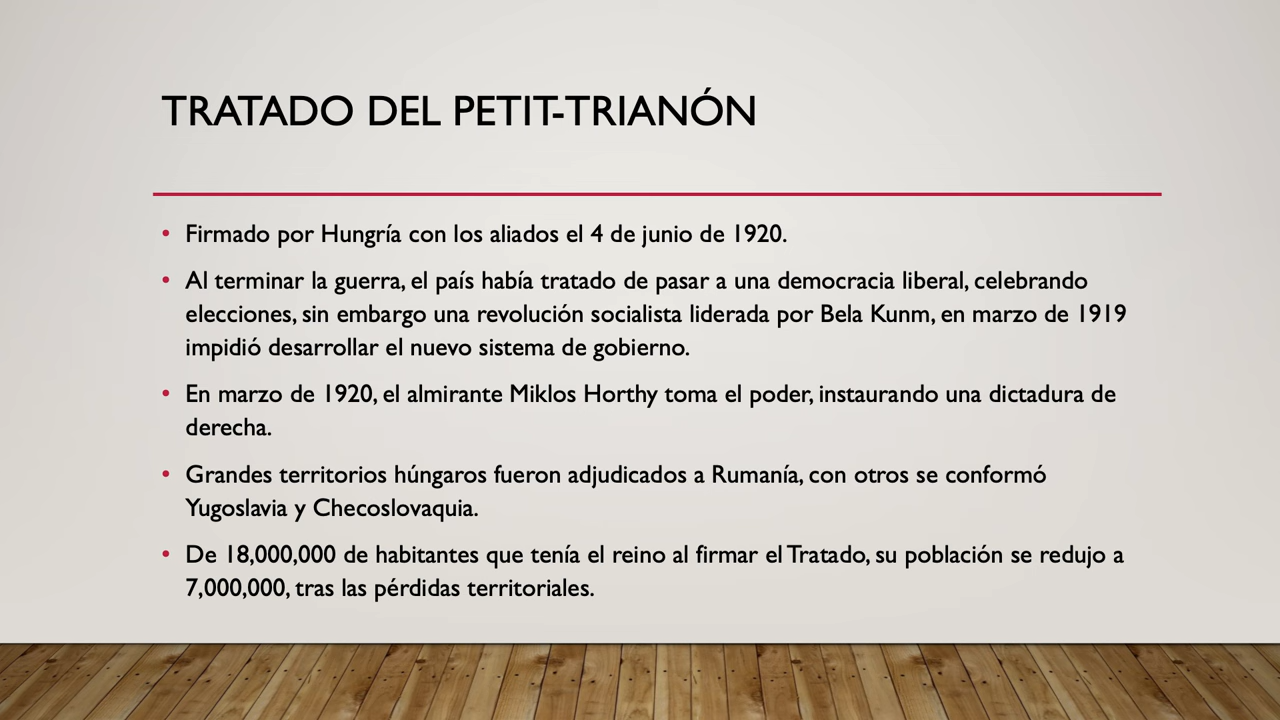 TRATADO DEL PETIT-TRIANÓN
• Firmado por Hungría con los aliados el 4 de junio de 1920.
• Al terminar la guerra, el país había tratado de pasar a una democracia liberal, celebrando
elecciones, sin embargo una revolución socialista liderada por Bela Kunm, en marzo de 1919
impidió desarrollar el nuevo sistema de gobierno.
• En marzo de 1920, el almirante Miklos Horthy toma el poder, instaurando una dictadura de
derecha.
• Grandes territorios húngaros fueron adjudicados a Rumanía, con otros se conformó
Yugoslavia y Checoslovaquia.
• De 18,000,000 de habitantes que tenía el reino al firmar el Tratado, su población se redujo a
7,000,000, tras las pérdidas territoriales.